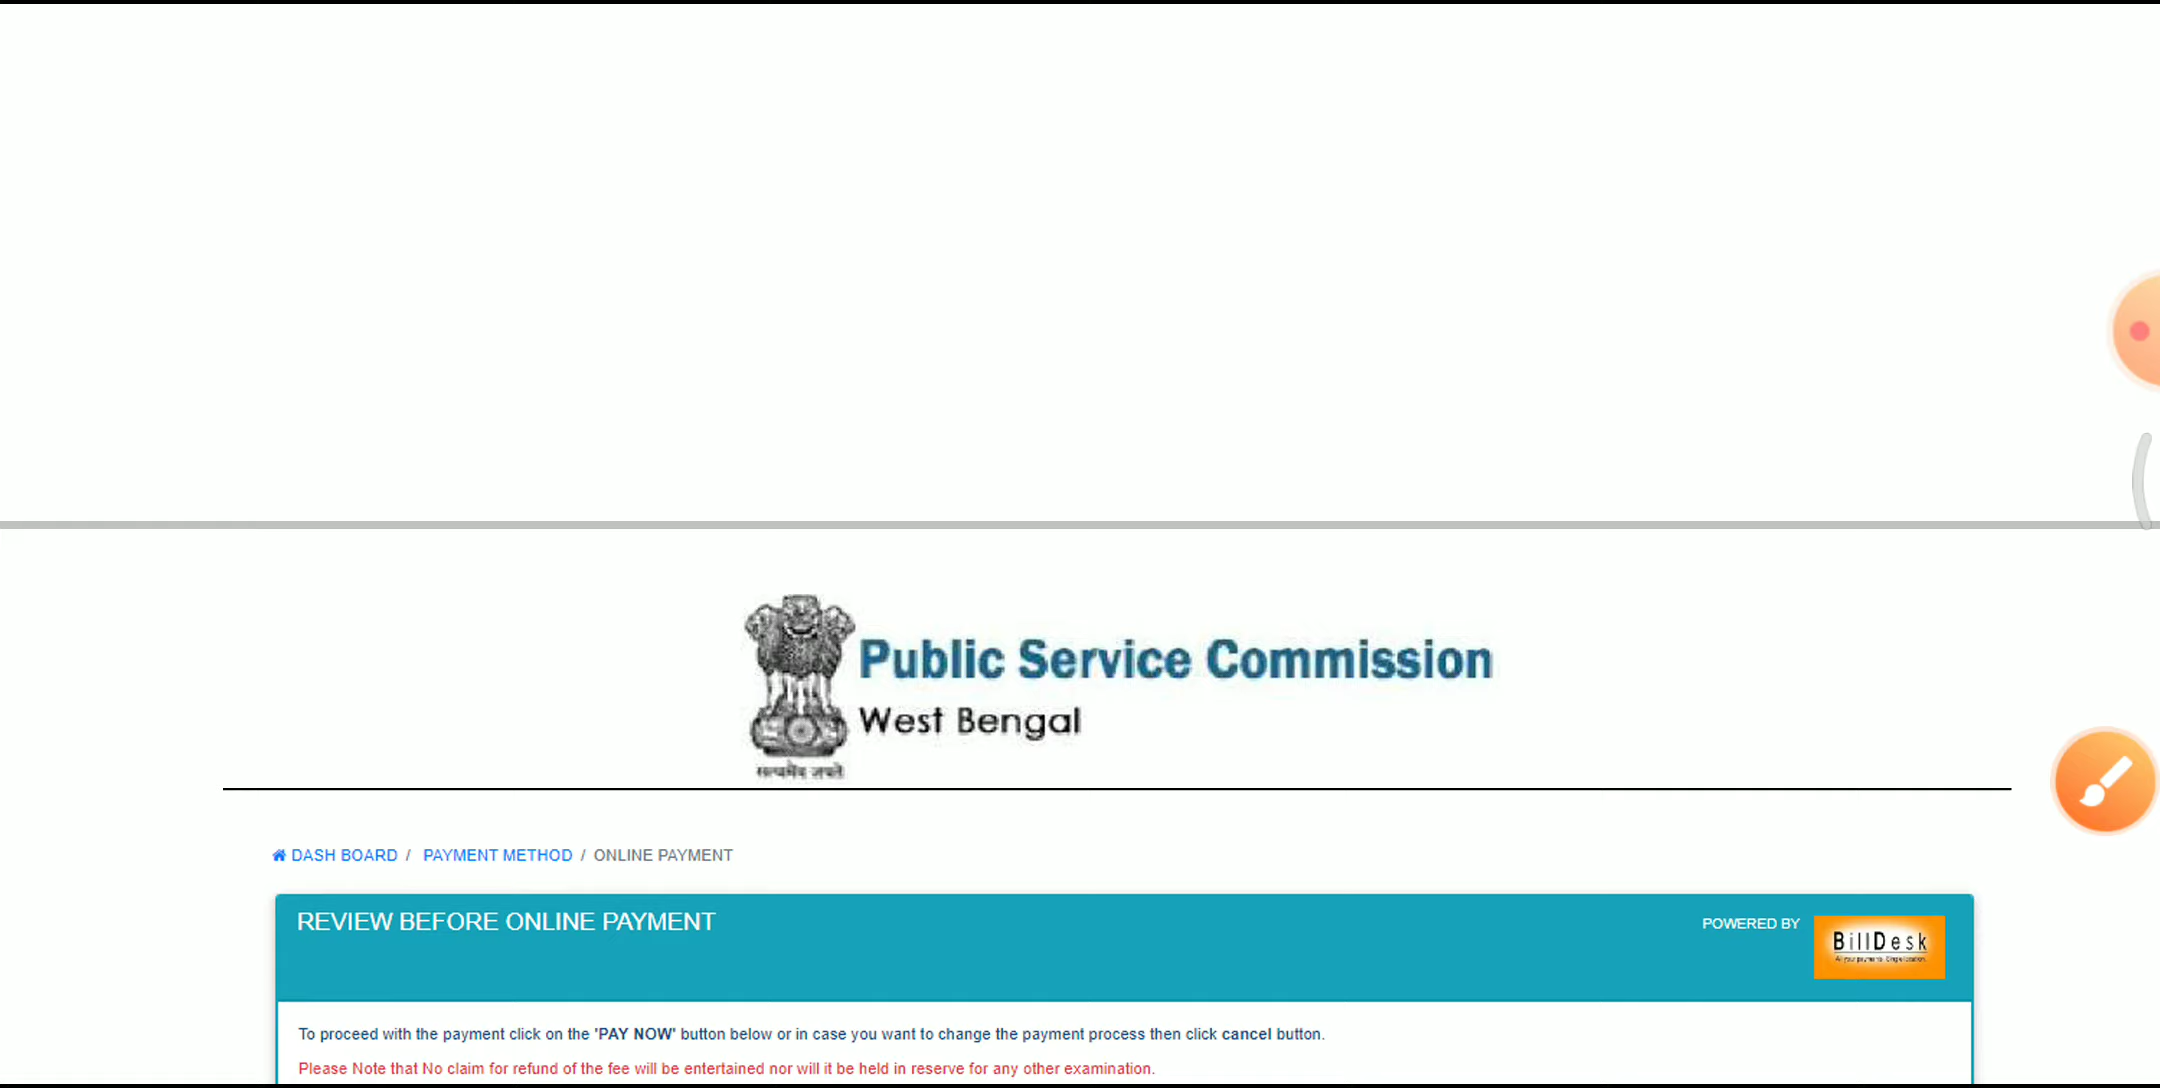 Public Service Commission
West Bengal
सत्यमेव जयते
DASH BOARD / PAYMENT METHOD / ONLINE PAYMENT
REVIEW BEFORE ONLINE PAYMENT
POWERED BY
BillDesk
To proceed with the payment click on the 'PAY NOW' button below or in case you want to change the payment process then click cancel button.
Please Note that No claim for refund of the fee will be entertained nor will it be held in reserve for any other examination.